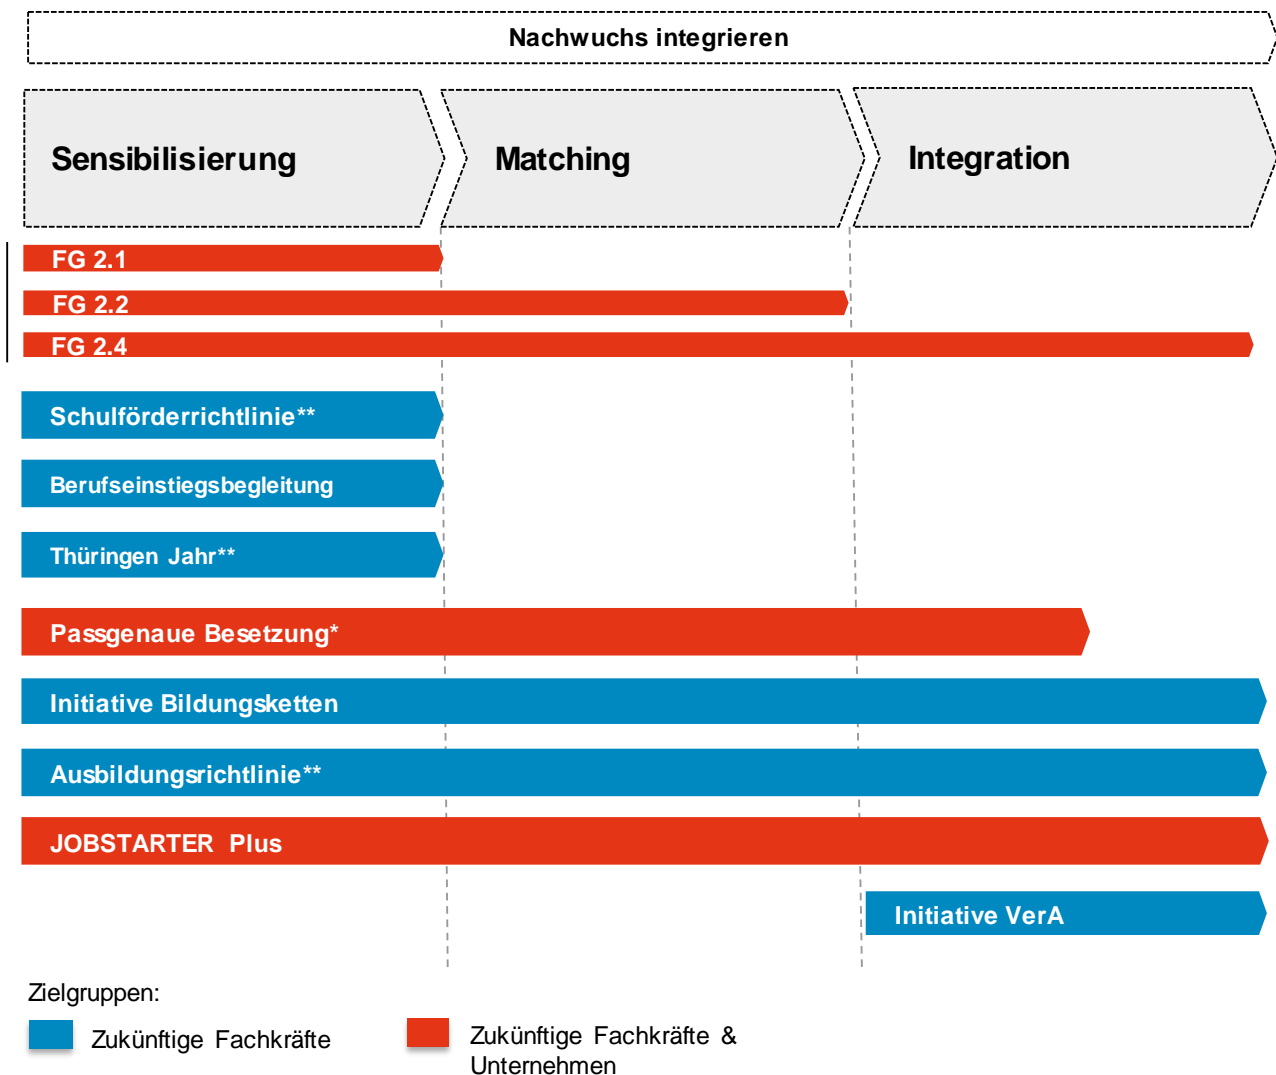 Nachwuchs integrieren
Sensibilisierung
Matching
Integration
FG 2.1
FG 2.2
FG 2.4
Schulförderrichtlinie**
Berufseinstiegsbegleitung
Thüringen Jahr**
Passgenaue Besetzung*
Initiative Bildungsketten
Ausbildungsrichtlinie**
JOBSTARTER Plus
Initiative VerA
Zielgruppen:
Zukünftige Fachkräfte
Zukünftige Fachkräfte &
Unternehmen